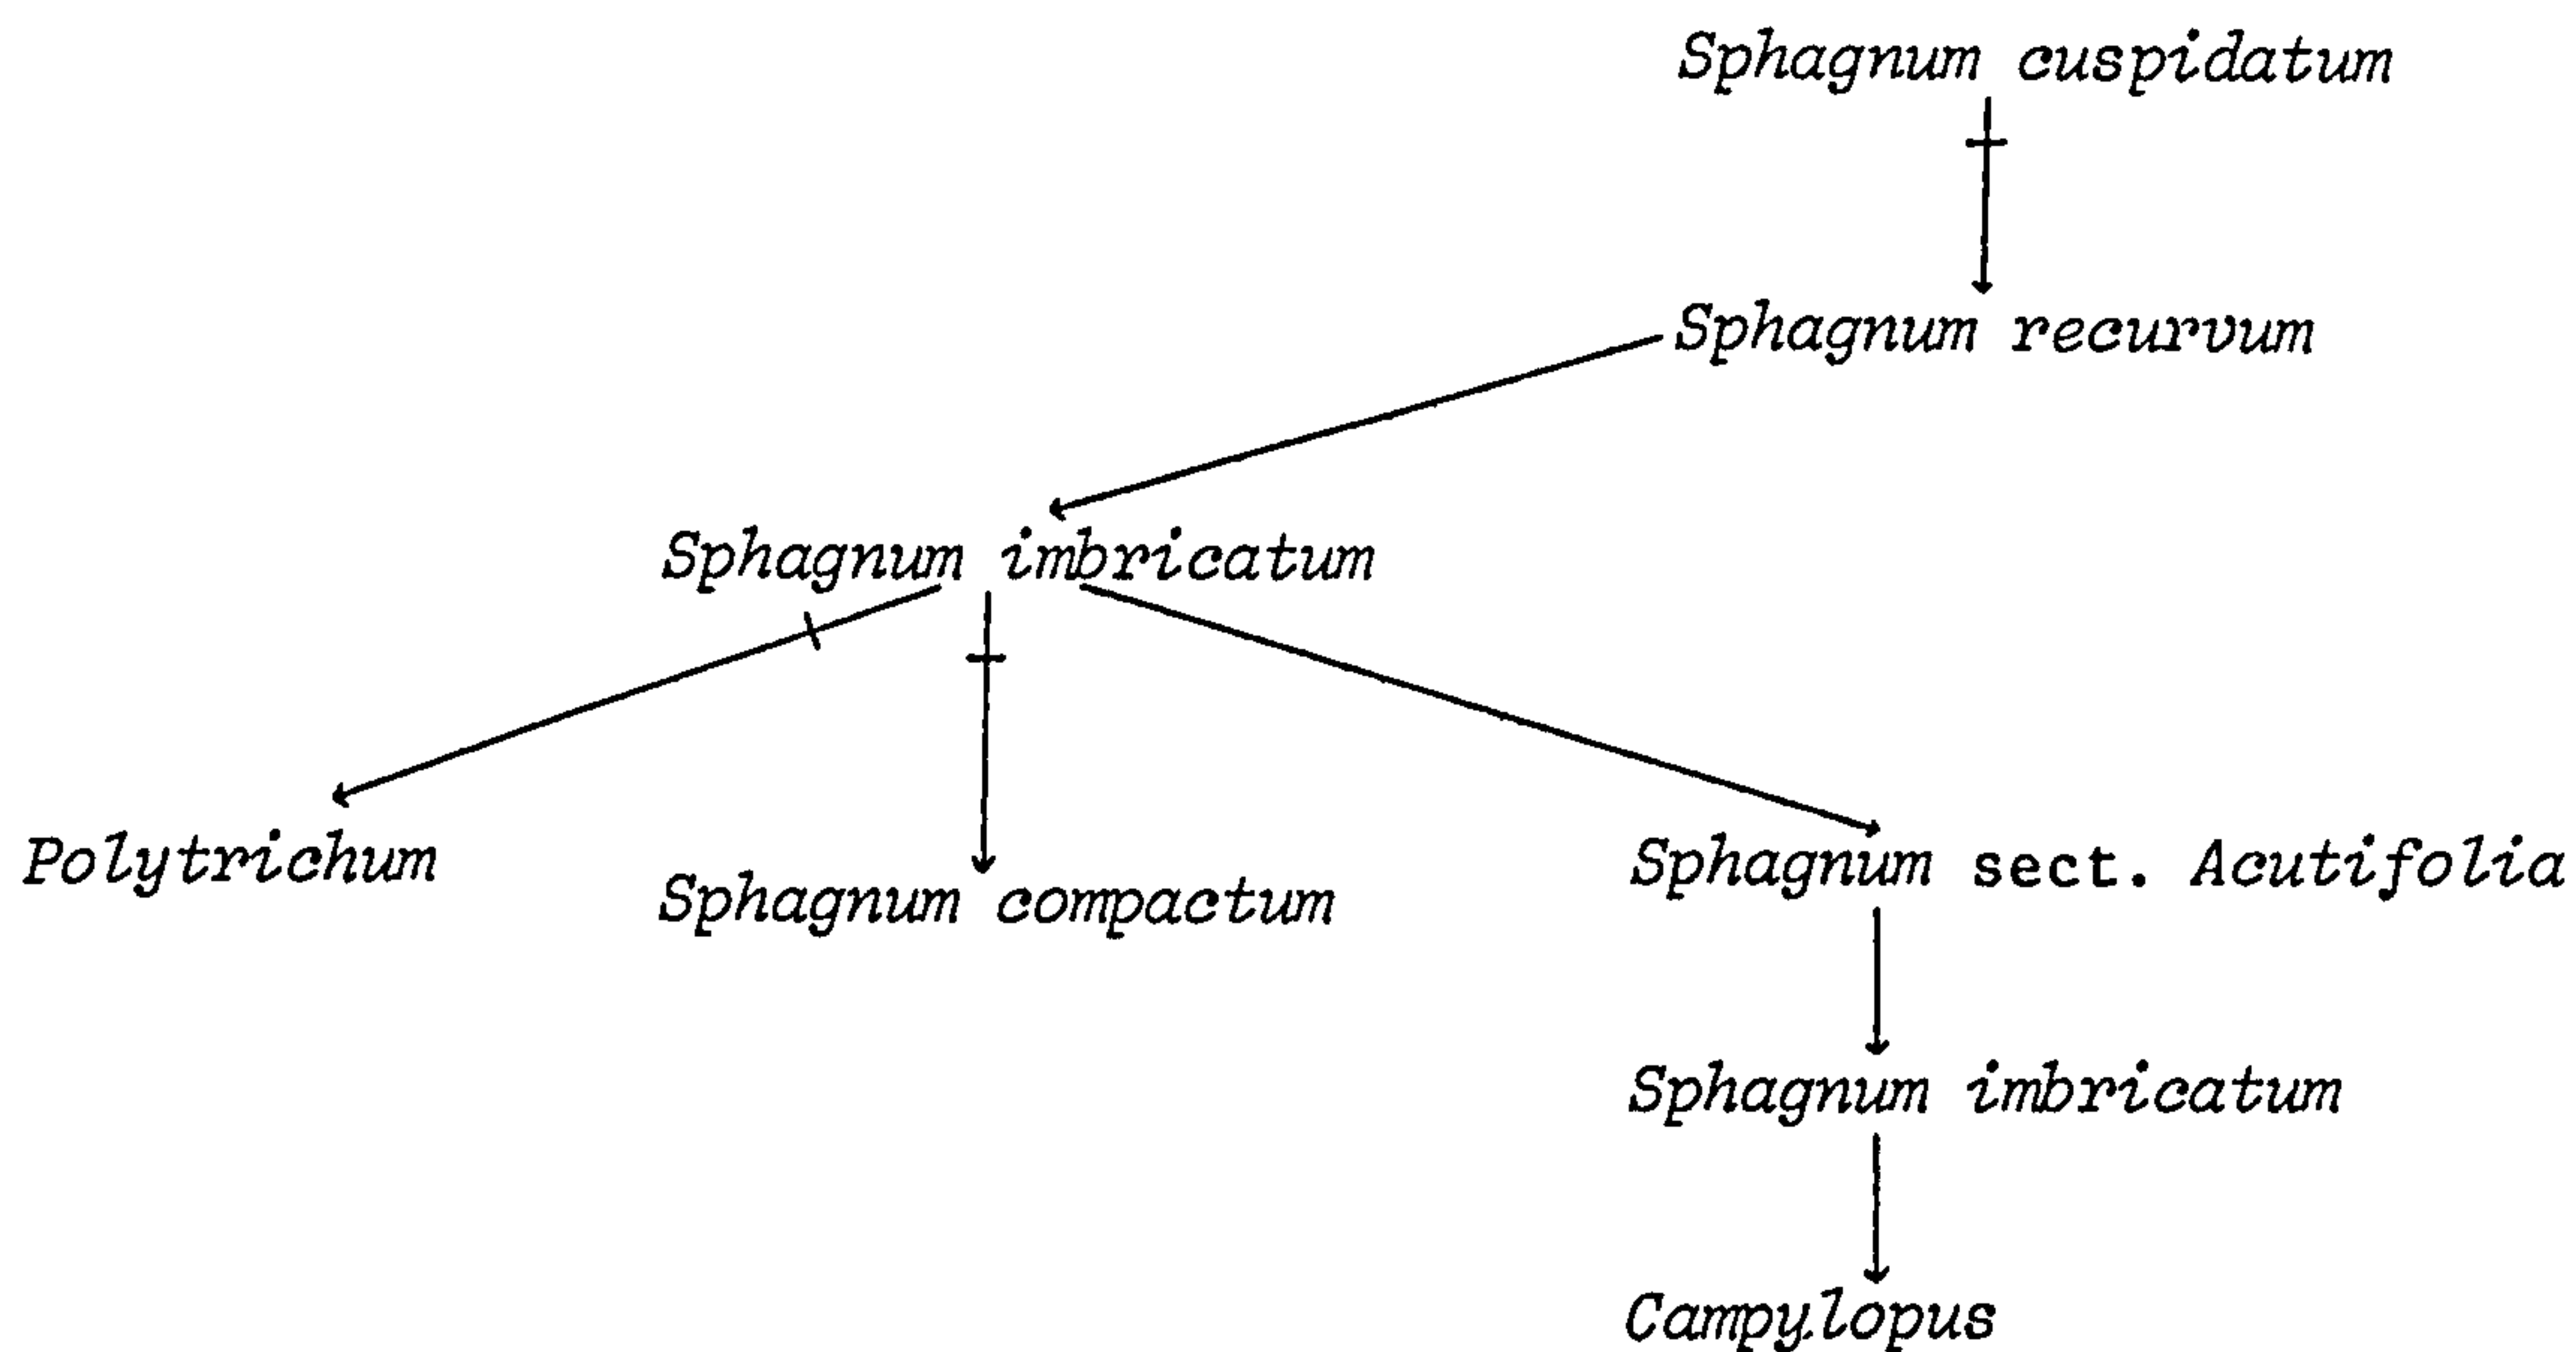 Sphagnum cuspidatum
Sphagnum recurvum
Sphagnum imbricatum
Polytrichum
Sphagnum compactum
Sphagnum sect. Acutifolia
Sphagnum imbricatum
Campylopus